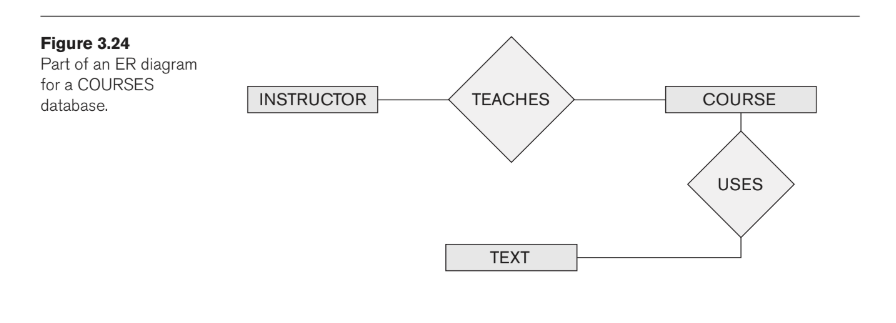 Figure 3.24
Part of an ER diagram
for a COURSES
database.
INSTRUCTOR
TEACHES
COURSE
USES
TEXT